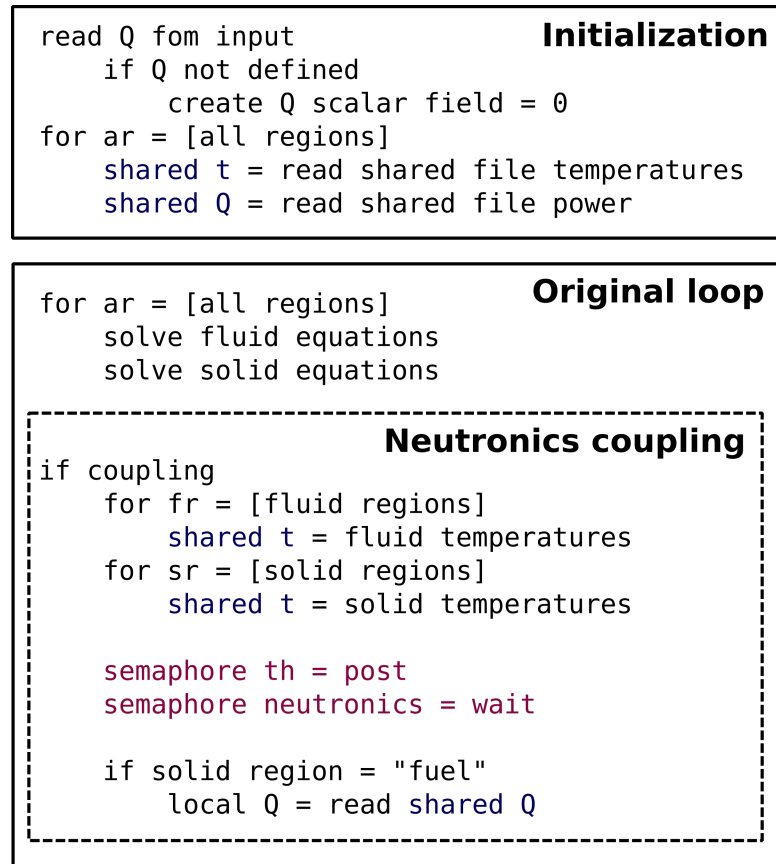 Initialization
read Q fom input
if Q not defined
create Q scalar field = 0
for ar = [all regions]
shared t = read shared file temperatures
shared Q = read shared file power
Original loop
for ar = [all regions]
solve fluid equations
solve solid equations
Neutronics coupling
if coupling
for fr = [fluid regions]
shared t = fluid temperatures
for sr = [solid regions]
shared t = solid temperatures
semaphore th = post
semaphore neutronics = wait
if solid region = "fuel"
local Q = read shared Q